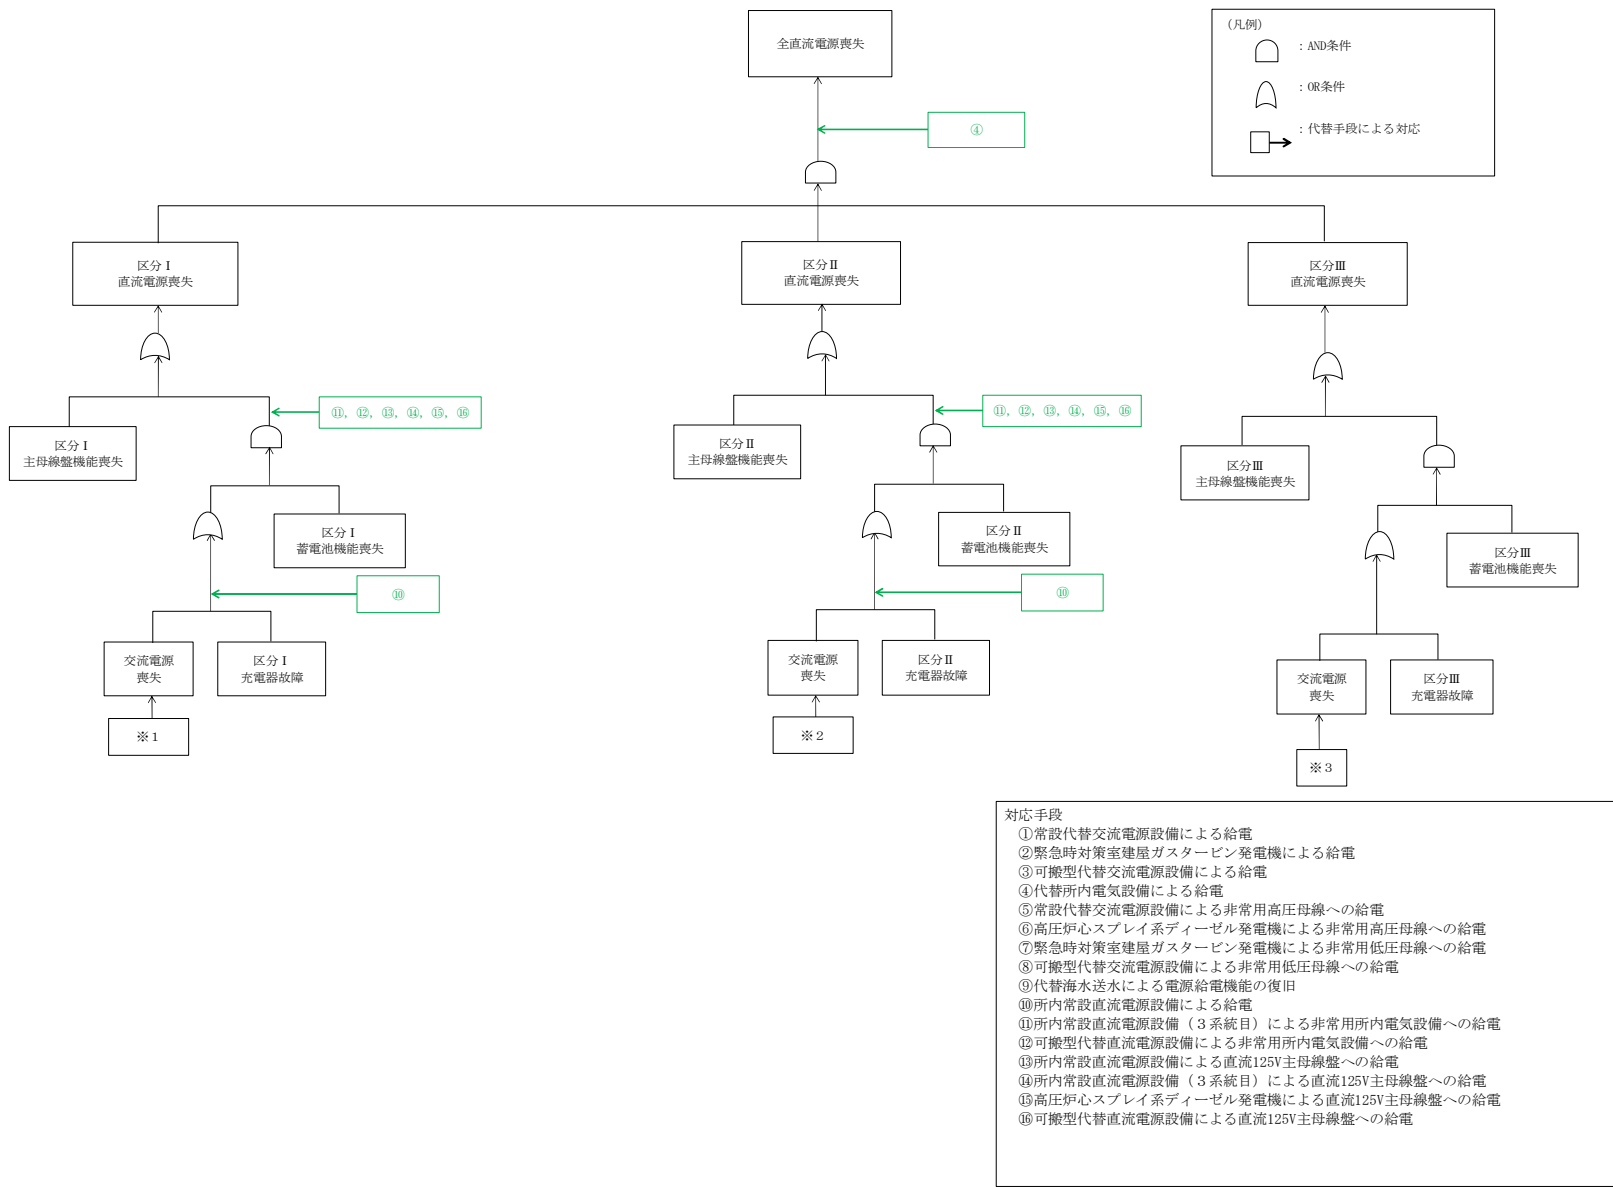 全直流電源喪失
(凡例)
：AND条件
：OR条件
：代替手段による対応
④
区分Ⅰ
直流電源喪失
区分Ⅱ
直流電源喪失
区分Ⅲ
直流電源喪失
⑪, ⑫, ⑬, ⑭, ⑮, ⑯
⑪, ⑫, ⑬, ⑭, ⑮, ⑯
区分Ⅰ
主母線盤機能喪失
区分Ⅱ
主母線盤機能喪失
区分Ⅲ
主母線盤機能喪失
区分Ⅰ
蓄電池機能喪失
区分Ⅱ
蓄電池機能喪失
区分Ⅲ
蓄電池機能喪失
⑩
⑩
交流電源
喪失
区分Ⅰ
充電器故障
交流電源
喪失
区分Ⅱ
充電器故障
交流電源
喪失
区分Ⅲ
充電器故障
※1
※2
※3
対応手段
①常設代替交流電源設備による給電
②緊急時対策室建屋ガスタービン発電機による給電
③可搬型代替交流電源設備による給電
④代替所内電気設備による給電
⑤常設代替交流電源設備による非常用高圧母線への給電
⑥高圧炉心スプレイ系ディーゼル発電機による非常用高圧母線への給電
⑦緊急時対策室建屋ガスタービン発電機による非常用低圧母線への給電
⑧可搬型代替交流電源設備による非常用低圧母線への給電
⑨代替海水送水による電源給電機能の復旧
⑩所内常設直流電源設備による給電
⑪所内常設直流電源設備（３系統目）による非常用所内電気設備への給電
⑫可搬型代替直流電源設備による非常用所内電気設備への給電
⑬所内常設直流電源設備による直流125V主母線盤への給電
⑭所内常設直流電源設備（３系統目）による直流125V主母線盤への給電
⑮高圧炉心スプレイ系ディーゼル発電機による直流125V主母線盤への給電
⑯可搬型代替直流電源設備による直流125V主母線盤への給電